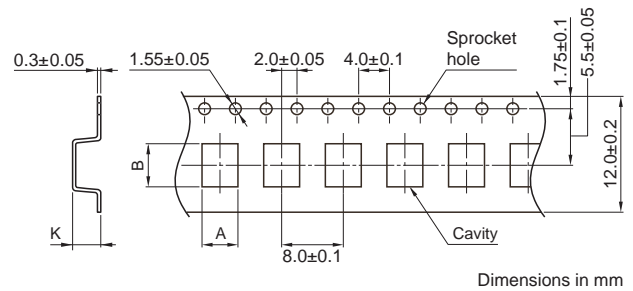 Sprocket
hole
0.3±0.05
1.55±0.05
2.0±0.05
4.0±0.1
1.75±0.1
5.5±0.05
12.0±0.2
B
K
A
8.0±0.1
Cavity
Dimensions in mm